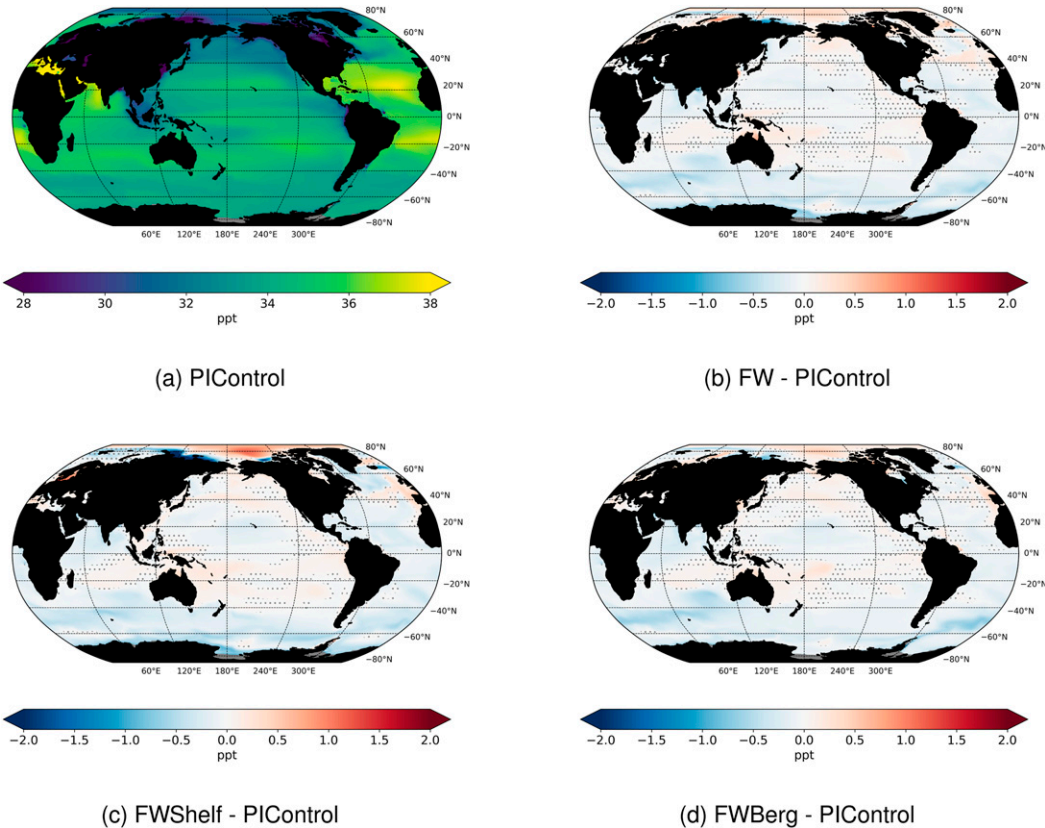 80°N
60°N
40°N
20°N
0°N
−20°N
−40°N
−60°N
−80°N
60°E 120°E 180°E 240°E 300°E
28 30 32 34 36 38
ppt
(a) PIControl
80°N
60°N
40°N
20°N
0°N
−20°N
−40°N
−60°N
−80°N
60°E 120°E 180°E 240°E 300°E
−2.0 −1.5 −1.0 −0.5 0.0 0.5 1.0 1.5 2.0
ppt
(b) FW - PIControl
80°N
60°N
40°N
20°N
0°N
−20°N
−40°N
−60°N
−80°N
60°E 120°E 180°E 240°E 300°E
−2.0 −1.5 −1.0 −0.5 0.0 0.5 1.0 1.5 2.0
ppt
(c) FWShelf - PIControl
80°N
60°N
40°N
20°N
0°N
−20°N
−40°N
−60°N
−80°N
60°E 120°E 180°E 240°E 300°E
−2.0 −1.5 −1.0 −0.5 0.0 0.5 1.0 1.5 2.0
ppt
(d) FWBerg - PIControl